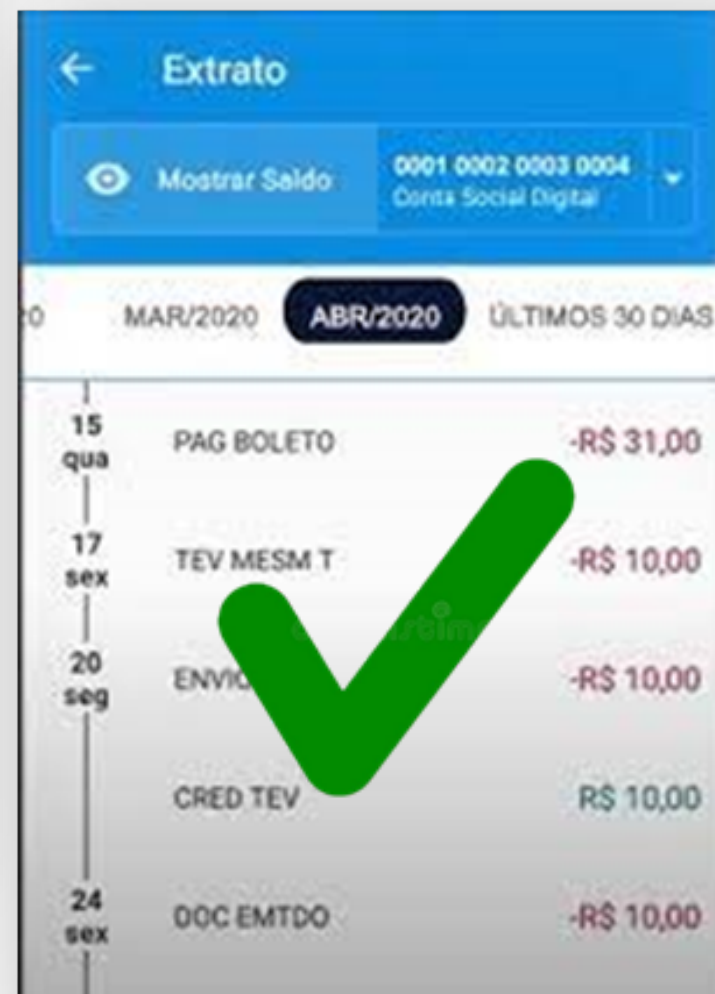 Extrato
Mostrar Saldo
0001 0002 0003 0004
Conta Social Digital
MAR/2020 ABR/2020 ÚLTIMOS 30 DIAS
15 qua PAG BOLETO -R$ 31,00
17 sex TEV MESM T -R$ 10,00
20 seg -R$ 10,00
CRED TEV R$ 10,00
24 sex DOC EMTDO -R$ 10,00